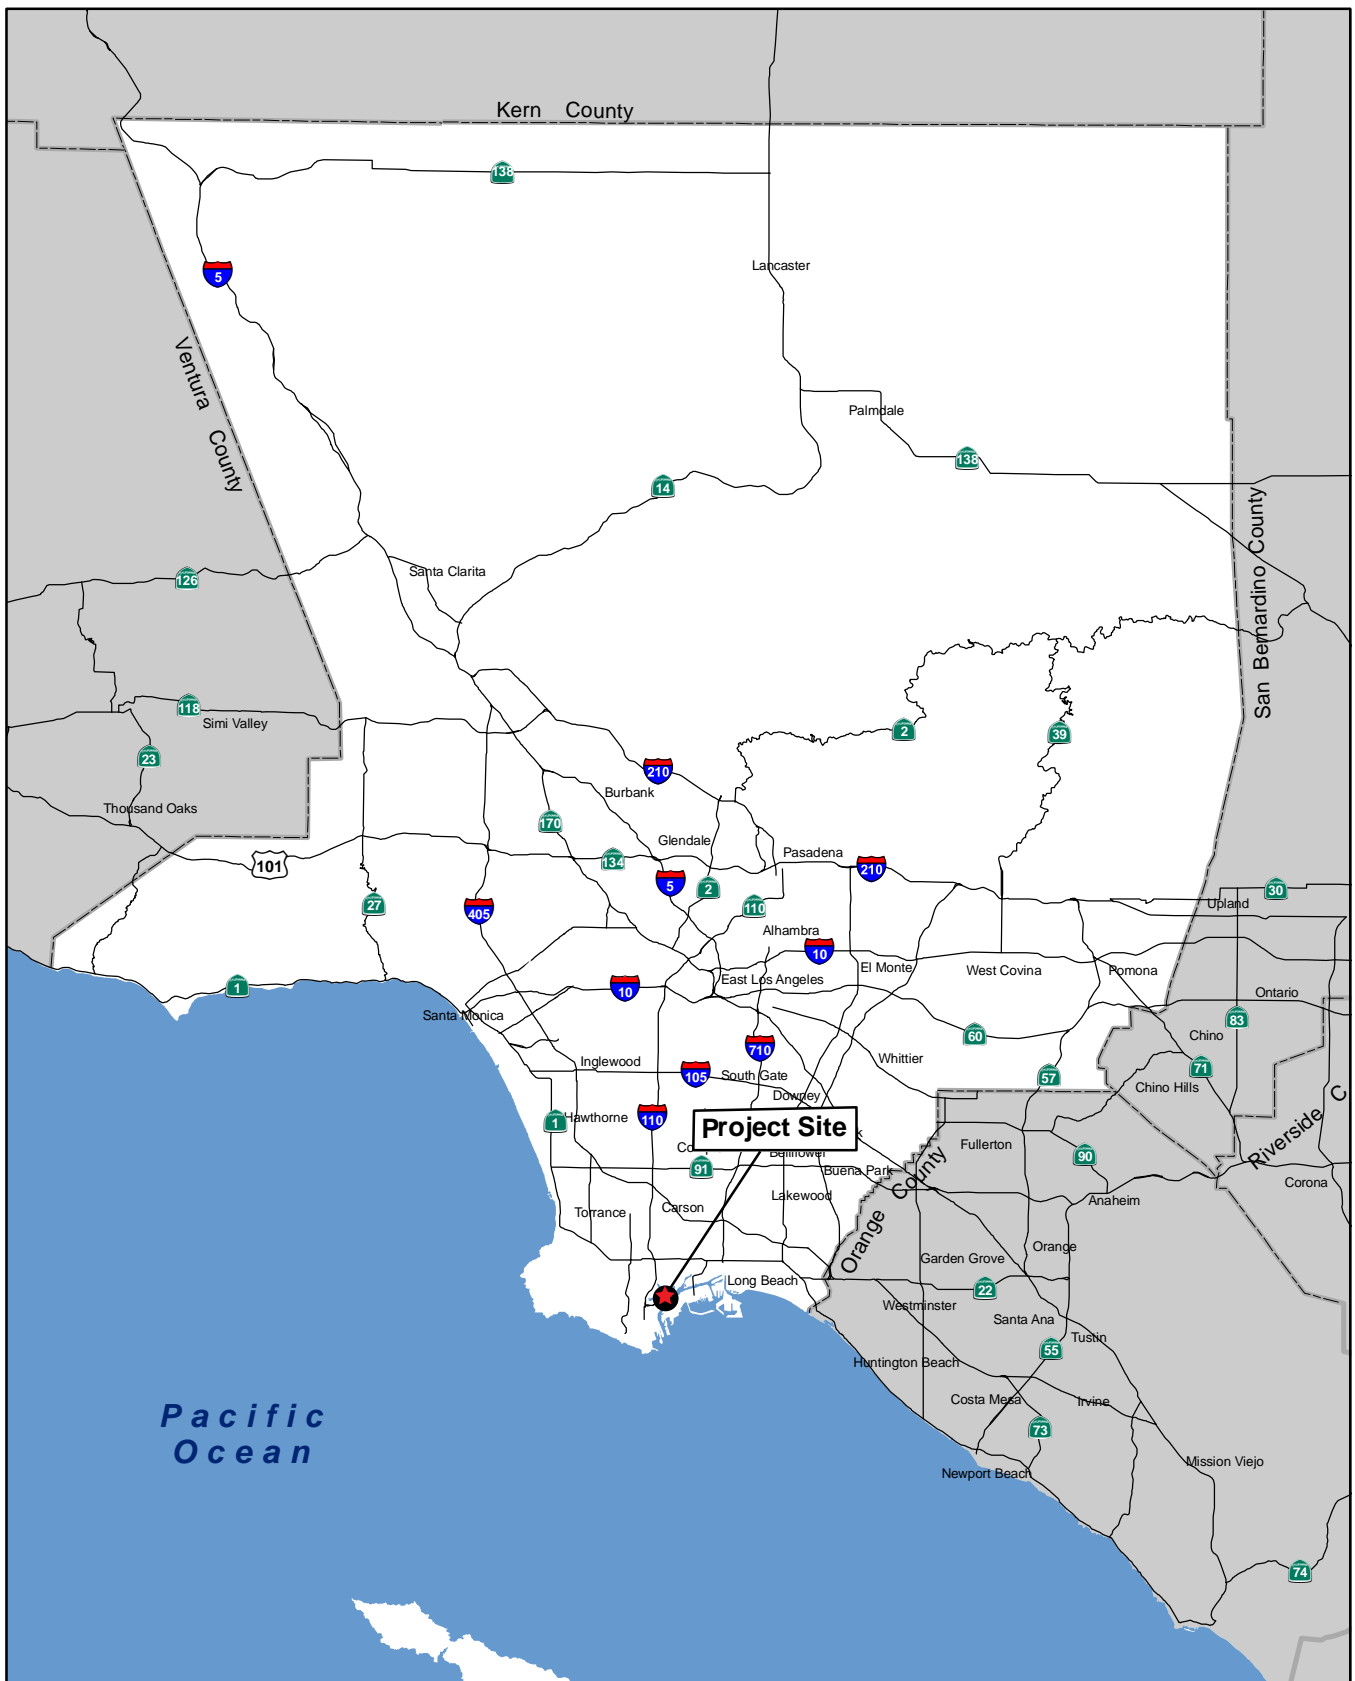 Kern County
138
5
Lancaster
Ventura County
Palmdale
138
14
San Bernardino County
Santa Clarita
126
118
Simi Valley
2
39
23
210
Burbank
Thousand Oaks
170
Glendale
134
Pasadena
101
210
5
2
30
27
405
110
Upland
Alhambra
10
El Monte
West Covina
Pomona
East Los Angeles
1
10
Ontario
Santa Monica
83
Chino
60
710
Whittier
Inglewood
71
105
South Gate
57
Chino Hills
Downey
1
Hawthorne
110
Project Site
Riverside C
Fullerton
90
Co
91
Bellflower
Buena Park
Orange County
Corona
Lakewood
Anaheim
Torrance
Carson
Orange
Garden Grove
Long Beach
22
Westminster
Santa Ana
Tustin
55
Huntington Beach
Costa Mesa
Irvine
Pacific
Ocean
73
Mission Viejo
Newport Beach
74